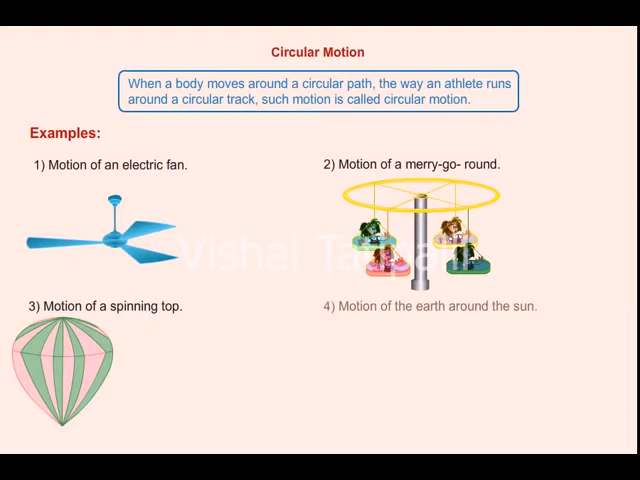 Circular Motion
When a body moves around a circular path, the way an athlete runs
around a circular track, such motion is called circular motion.
Examples:
1) Motion of an electric fan.
2) Motion of a merry-go- round.
3) Motion of a spinning top.
4) Motion of the earth around the sun.